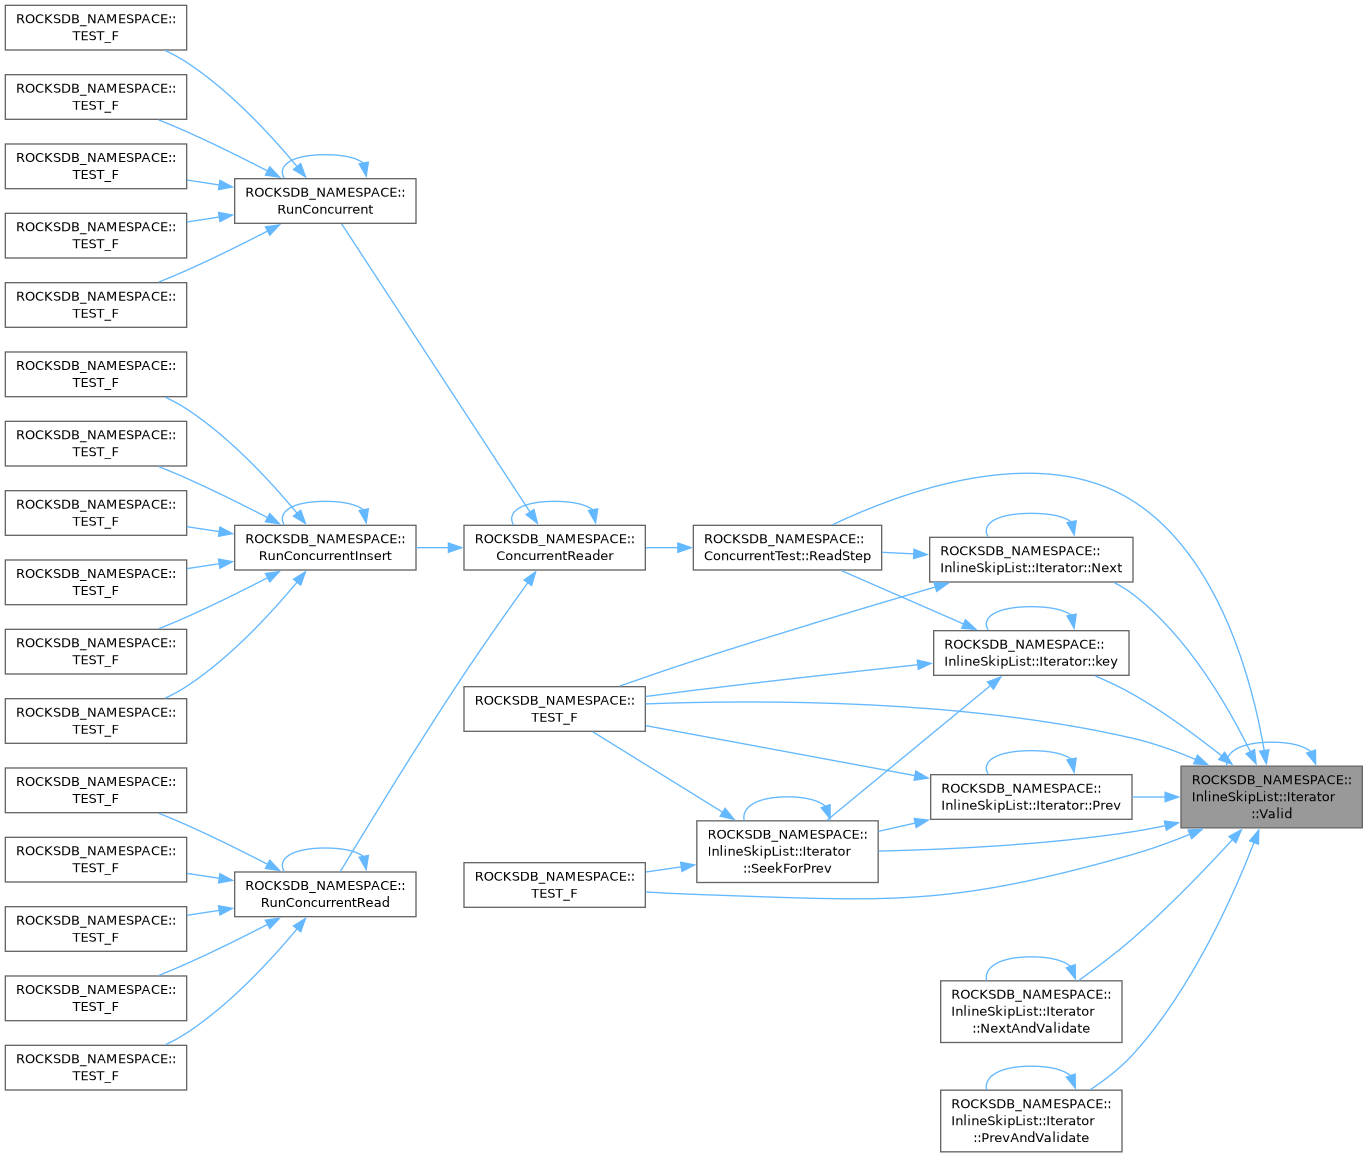 ROCKSDB_NAMESPACE::
TEST_F
ROCKSDB_NAMESPACE::
TEST_F
ROCKSDB_NAMESPACE::
TEST_F
ROCKSDB_NAMESPACE::
TEST_F
ROCKSDB_NAMESPACE::
TEST_F
ROCKSDB_NAMESPACE::
TEST_F
ROCKSDB_NAMESPACE::
TEST_F
ROCKSDB_NAMESPACE::
TEST_F
ROCKSDB_NAMESPACE::
TEST_F
ROCKSDB_NAMESPACE::
TEST_F
ROCKSDB_NAMESPACE::
TEST_F
ROCKSDB_NAMESPACE::
TEST_F
ROCKSDB_NAMESPACE::
TEST_F
ROCKSDB_NAMESPACE::
TEST_F
ROCKSDB_NAMESPACE::
TEST_F
ROCKSDB_NAMESPACE::
TEST_F
ROCKSDB_NAMESPACE::
RunConcurrent
ROCKSDB_NAMESPACE::
RunConcurrentInsert
ROCKSDB_NAMESPACE::
RunConcurrentRead
ROCKSDB_NAMESPACE::
ConcurrentReader
ROCKSDB_NAMESPACE::
TEST_F
ROCKSDB_NAMESPACE::
TEST_F
ROCKSDB_NAMESPACE::
ConcurrentTest::ReadStep
ROCKSDB_NAMESPACE::
InlineSkipList::Iterator
::SeekForPrev
ROCKSDB_NAMESPACE::
InlineSkipList::Iterator::Next
ROCKSDB_NAMESPACE::
InlineSkipList::Iterator::key
ROCKSDB_NAMESPACE::
InlineSkipList::Iterator::Prev
ROCKSDB_NAMESPACE::
InlineSkipList::Iterator
::NextAndValidate
ROCKSDB_NAMESPACE::
InlineSkipList::Iterator
::PrevAndValidate
ROCKSDB_NAMESPACE::
InlineSkipList::Iterator
::Valid